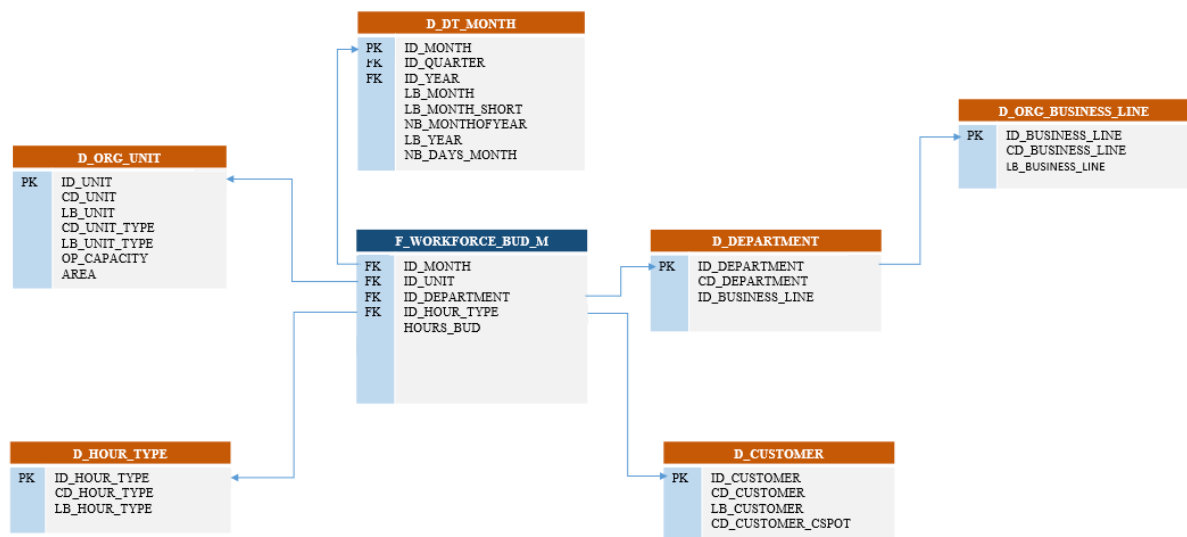 D_DT_MONTH
PK ID_MONTH
FK ID_QUARTER
FK ID_YEAR
LB_MONTH
LB_MONTH_SHORT
NB_MONTHOFYEAR
LB_YEAR
NB_DAYS_MONTH
D_ORG_BUSINESS_LINE
PK ID_BUSINESS_LINE
CD_BUSINESS_LINE
LB_BUSINESS_LINE
D_ORG_UNIT
PK ID_UNIT
CD_UNIT
LB_UNIT
CD_UNIT_TYPE
LB_UNIT_TYPE
OP_CAPACITY
AREA
F_WORKFORCE_BUD_M
FK ID_MONTH
FK ID_UNIT
FK ID_DEPARTMENT
FK ID_HOUR_TYPE
HOURS_BUD
D_DEPARTMENT
PK ID_DEPARTMENT
CD_DEPARTMENT
ID_BUSINESS_LINE
D_HOUR_TYPE
PK ID_HOUR_TYPE
CD_HOUR_TYPE
LB_HOUR_TYPE
D_CUSTOMER
PK ID_CUSTOMER
CD_CUSTOMER
LB_CUSTOMER
CD_CUSTOMER_CSPOT